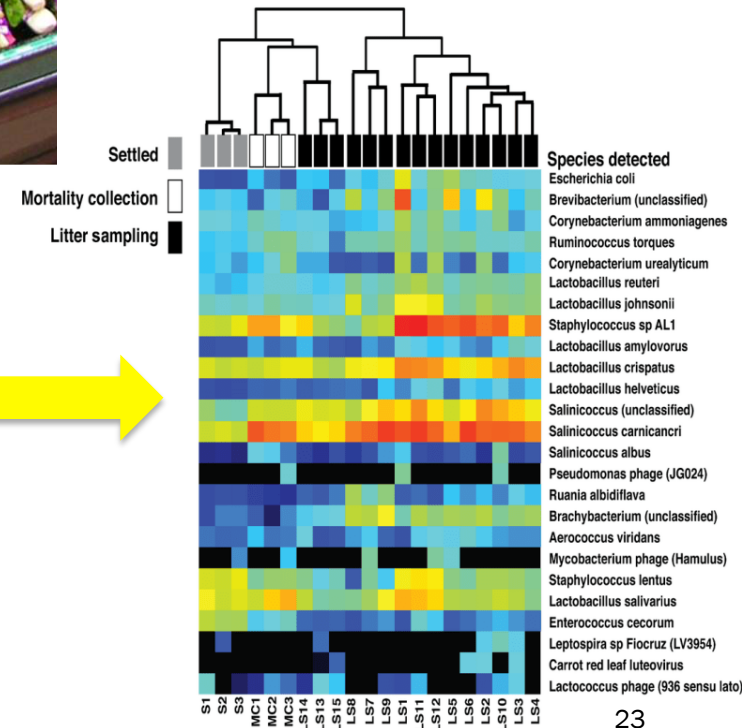 Settled
Mortality collection
Litter sampling
Species detected
Escherichia coli
Brevibacterium (unclassified)
Corynebacterium ammoniagenes
Ruminococcus torques
Corynebacterium urealyticum
Lactobacillus reuteri
Lactobacillus johnsonii
Staphylococcus sp AL1
Lactobacillus amylovorus
Lactobacillus crispatus
Lactobacillus helveticus
Salinicoccus (unclassified)
Salinicoccus carnicancri
Salinicoccus albus
Pseudomonas phage (JG024)
Ruania albidiflava
Brachybacterium (unclassified)
Aerococcus viridans
Mycobacterium phage (Hamulus)
Staphylococcus lentus
Lactobacillus salivarius
Enterococcus cecorum
Leptospira sp Fiocruz (LV3954)
Carrot red leaf luteovirus
Lactococcus phage (936 sensu lato)
S1
S2
S3
MC1
MC2
MC3
LS14
LS13
LS15
LS8
LS7
LS9
LS1
LS11
LS12
LS5
LS6
LS2
LS10
LS3
LS4
23